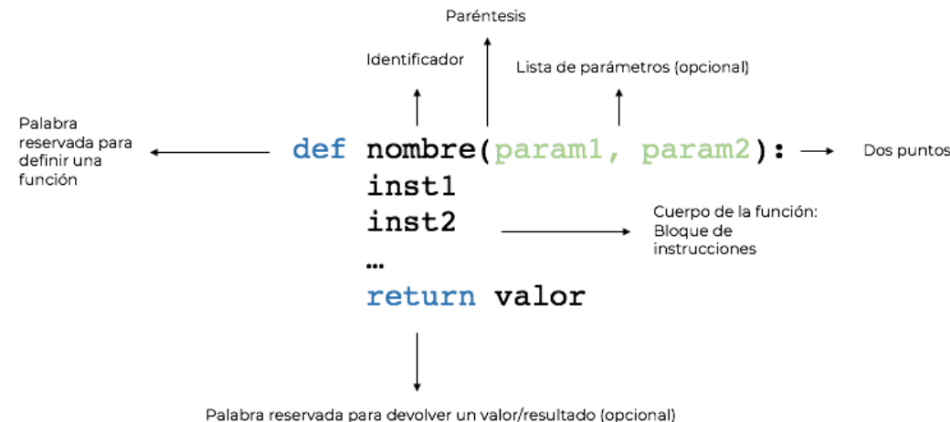 Paréntesis
Identificador
Lista de parámetros (opcional)
Palabra
reservada para
definir una
función
def nombre(param1, param2):
Dos puntos
inst1
inst2
…
return valor
Cuerpo de la función:
Bloque de
instrucciones
Palabra reservada para devolver un valor/resultado (opcional)